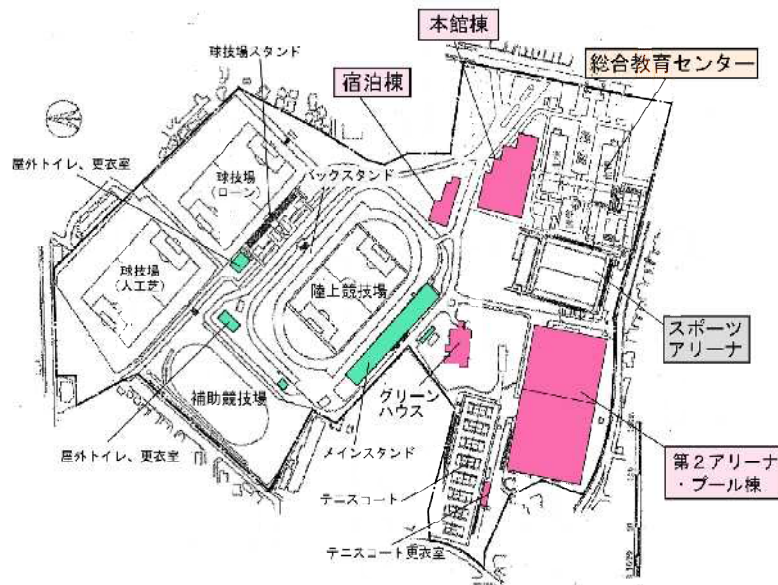 本館棟
球技場スタンド
総合教育センター
宿泊棟
屋外トイレ、更衣室
バックスタンド
球技場
（ローン）
球技場
（人工芝）
陸上競技場
スポーツ
アリーナ
補助競技場
グリーン
ハウス
屋外トイレ、更衣室
メインスタンド
第２アリーナ
・プール棟
テニスコート
テニスコート更衣室